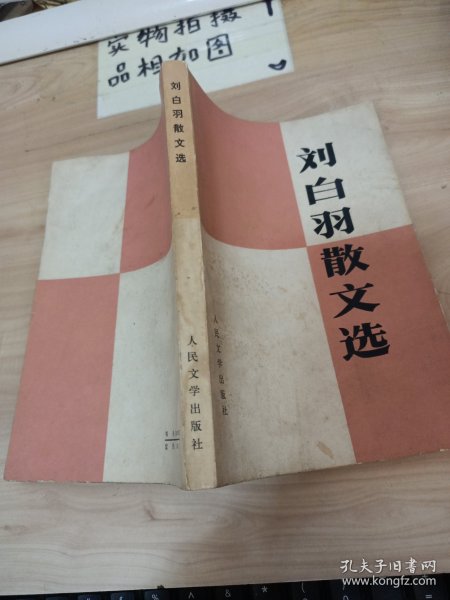 实物拍摄
品相如图
刘白羽散文选
人民文学出版社
刘白羽散文选
人民文学出版社
孔夫子旧书网
www.kongfz.com